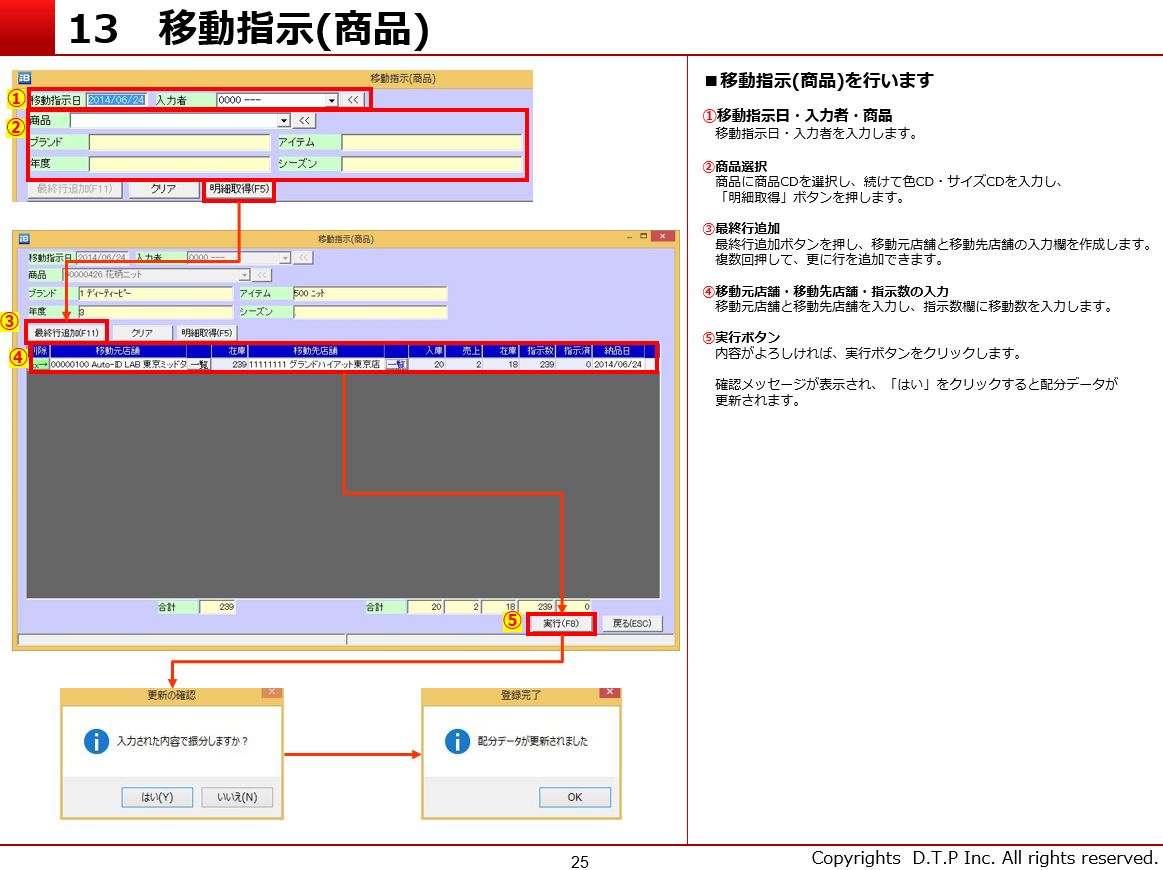 13 移動指示(商品)
移動指示(商品)
① 移動指示日 2014/06/24 入力者 0000 --- <<
② 商品 <<
ブランド アイテム
年度 シーズン
最終行追加(F11) クリア 明細取得(F5)
移動指示(商品)
移動指示日 2014/06/24 入力者 0000 --- <<
商品 00000426 花柄ニット <<
ブランド 1 ディーティーピー アイテム 500 ニット
年度 3 シーズン .
③ 最終行追加(F11) クリア 明細取得(F5)
④ 削除 移動元店舗 在庫 移動先店舗 入庫 売上 在庫 指示数 指示済 納品日
00000100 Auto-ID LAB 東京ミッドタ 一覧 239 11111111 グランドハイアット東京店 一覧 20 2 18 239 0 2014/06/24
合計 239 合計 20 2 18 239 0
⑤ 実行(F8) 戻る(ESC)
更新の確認
入力された内容で振分しますか?
はい(Y) いいえ(N)
登録完了
配分データが更新されました
OK
■移動指示(商品)を行います
①移動指示日・入力者・商品
移動指示日・入力者を入力します。
②商品選択
商品に商品CDを選択し、続けて色CD・サイズCDを入力し、
「明細取得」ボタンを押します。
③最終行追加
最終行追加ボタンを押し、移動元店舗と移動先店舗の入力欄を作成します。
複数回押して、更に行を追加できます。
④移動元店舗・移動先店舗・指示数の入力
移動元店舗と移動先店舗を入力し、指示数欄に移動数を入力します。
⑤実行ボタン
内容がよろしければ、実行ボタンをクリックします。
確認メッセージが表示され、「はい」をクリックすると配分データが
更新されます。
25
Copyrights D.T.P Inc. All rights reserved.